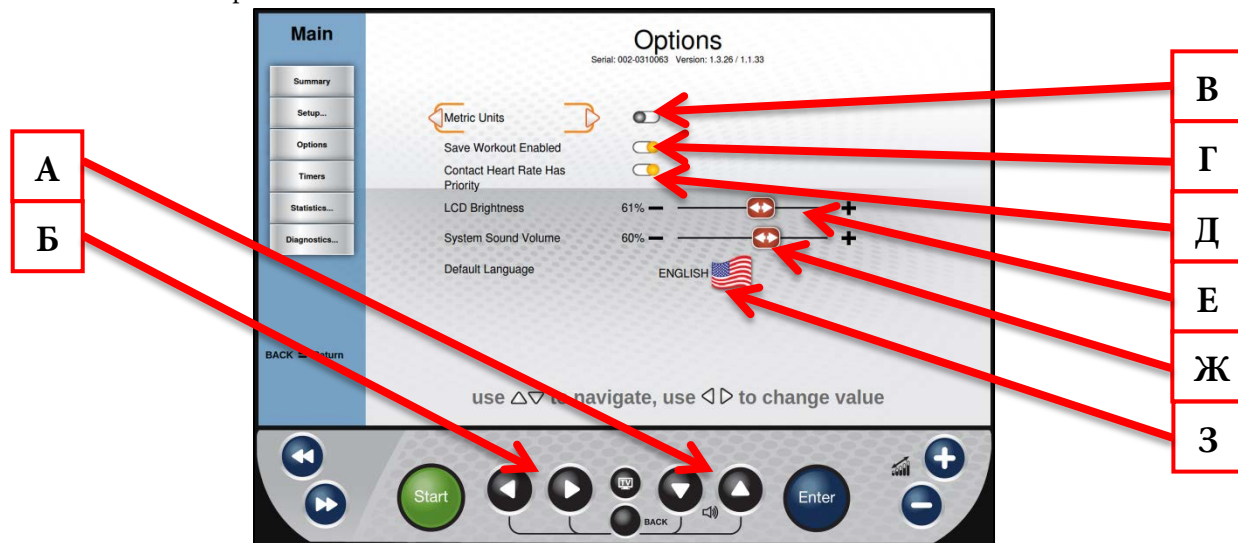 Main
Options
Serial: 002-0310063 Version: 1.3.26 / 1.1.33
Summary
Setup...
Options
Timers
Statistics...
Diagnostics...
Metric Units
Save Workout Enabled
Contact Heart Rate Has
Priority
LCD Brightness 61%
System Sound Volume 60%
Default Language ENGLISH
BACK = Return
use △▽ to navigate, use ◁ ▷ to change value
Start
TV
BACK
Enter
А
Б
В
Г
Д
Е
Ж
З